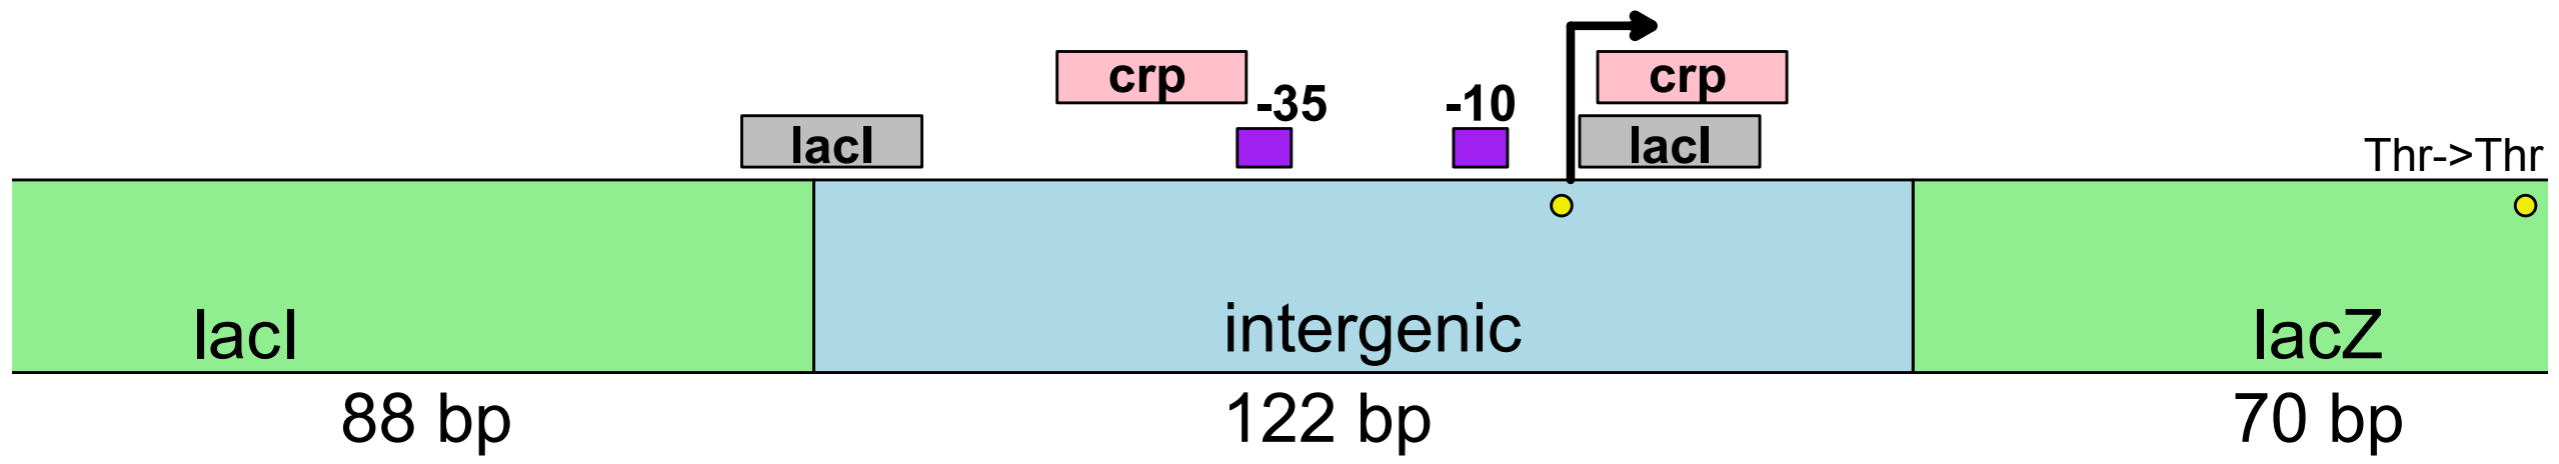 crp
crp
-35
-10
lacI
lacI
Thr->Thr
lacI
intergenic
lacZ
88 bp
122 bp
70 bp